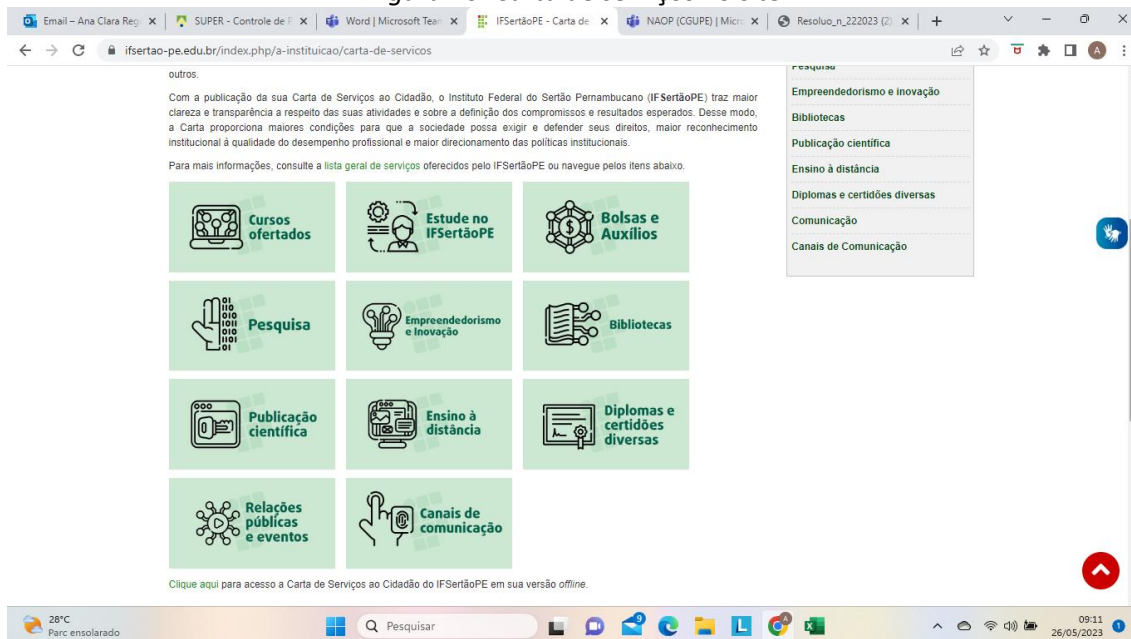 Email – Ana Clara Reg
SUPER - Controle de P
Word | Microsoft Team
IFSertãoPE - Carta de
NAOP (CGUPE) | Micro
Resoluo_n_222023 (2)
ifsertao-pe.edu.br/index.php/a-instituicao/carta-de-servicos
A
outros.
Com a publicação da sua Carta de Serviços ao Cidadão, o Instituto Federal do Sertão Pernambucano (IFSertãoPE) traz maior
clareza e transparência a respeito das suas atividades e sobre a definição dos compromissos e resultados esperados. Desse modo,
a Carta proporciona maiores condições para que a sociedade possa exigir e defender seus direitos, maior reconhecimento
institucional à qualidade do desempenho profissional e maior direcionamento das políticas institucionais.
Para mais informações, consulte a lista geral de serviços oferecidos pelo IFSertãoPE ou navegue pelos itens abaixo.
Cursos
ofertados
Estude no
IFSertãoPE
Bolsas e
Auxílios
Pesquisa
Empreendedorismo
e Inovação
Bibliotecas
Publicação
científica
Ensino à
distância
Diplomas e
certidões
diversas
Relações
públicas
e eventos
Canais de
comunicação
Clique aqui para acesso a Carta de Serviços ao Cidadão do IFSertãoPE em sua versão offline.
Pesquisa
Empreendedorismo e inovação
Bibliotecas
Publicação científica
Ensino à distância
Diplomas e certidões diversas
Comunicação
Canais de Comunicação
28°C
Parc ensolarado
Pesquisar
09:11
26/05/2023